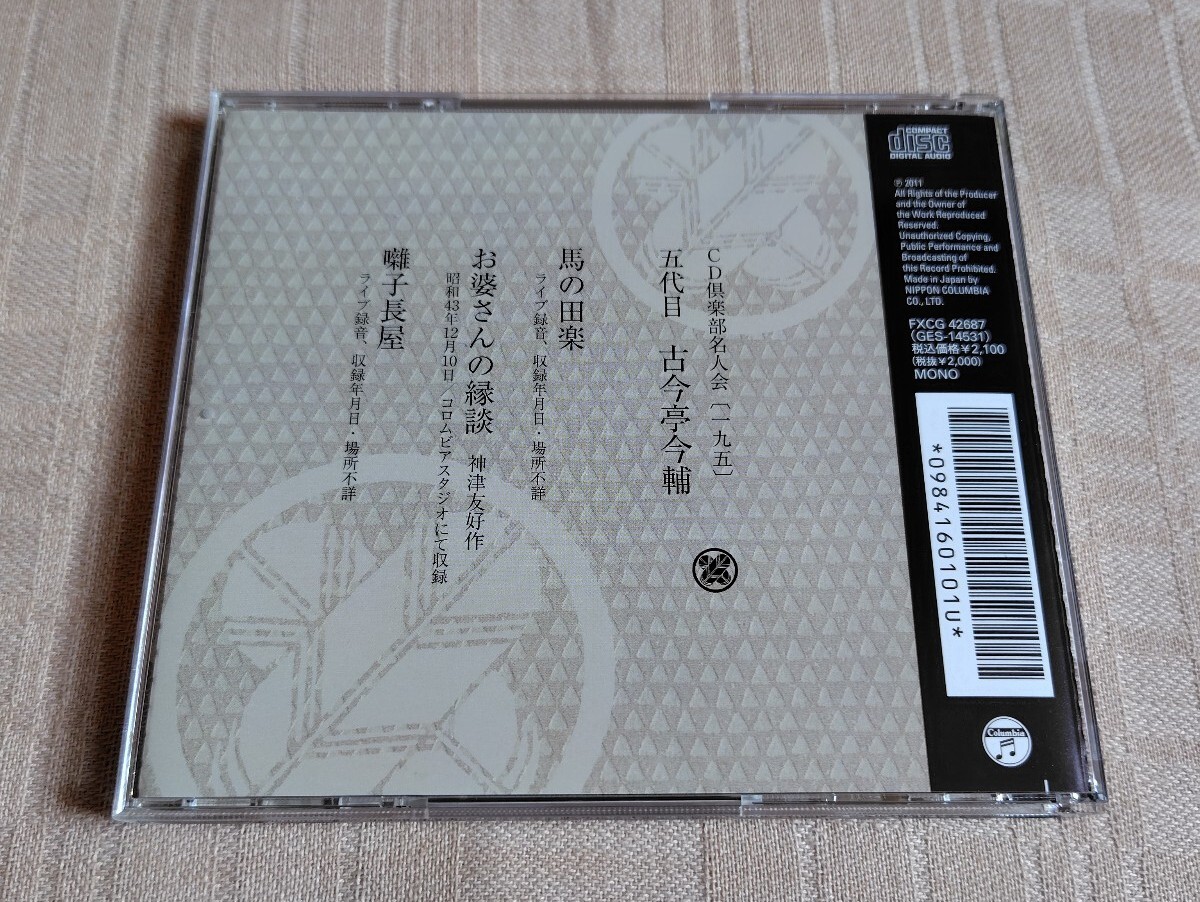 CD倶楽部名人会〔一九五〕
五代目 古今亭今輔
馬の田楽
ライブ録音、収録年月日・場所不詳
お婆さんの縁談 神津友好作
昭和43年12月10日 コロムビアスタジオにて収録
囃子長屋
ライブ録音、収録年月日・場所不詳
COMPACT
disc
DIGITAL AUDIO
℗ 2011
All Rights of the Producer
and the Owner of
the Work Reproduced
Reserved.
Unauthorized Copying,
Public Performance and
Broadcasting of
this Record Prohibited.
Made in Japan by
NIPPON COLUMBIA
CO., LTD.
FXCG 42687
(GES-14531)
税込価格¥2,100
(税抜¥2,000)
MONO
*0984160101U*
Columbia